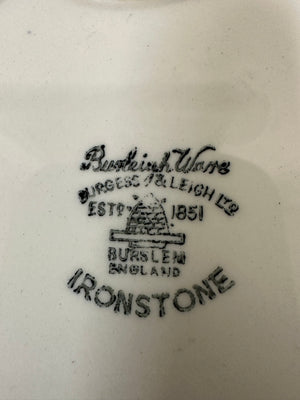 Burleigh Ware
BURGESS & LEIGH LTD
ESTD 1851
BURSLEM
ENGLAND
IRONSTONE